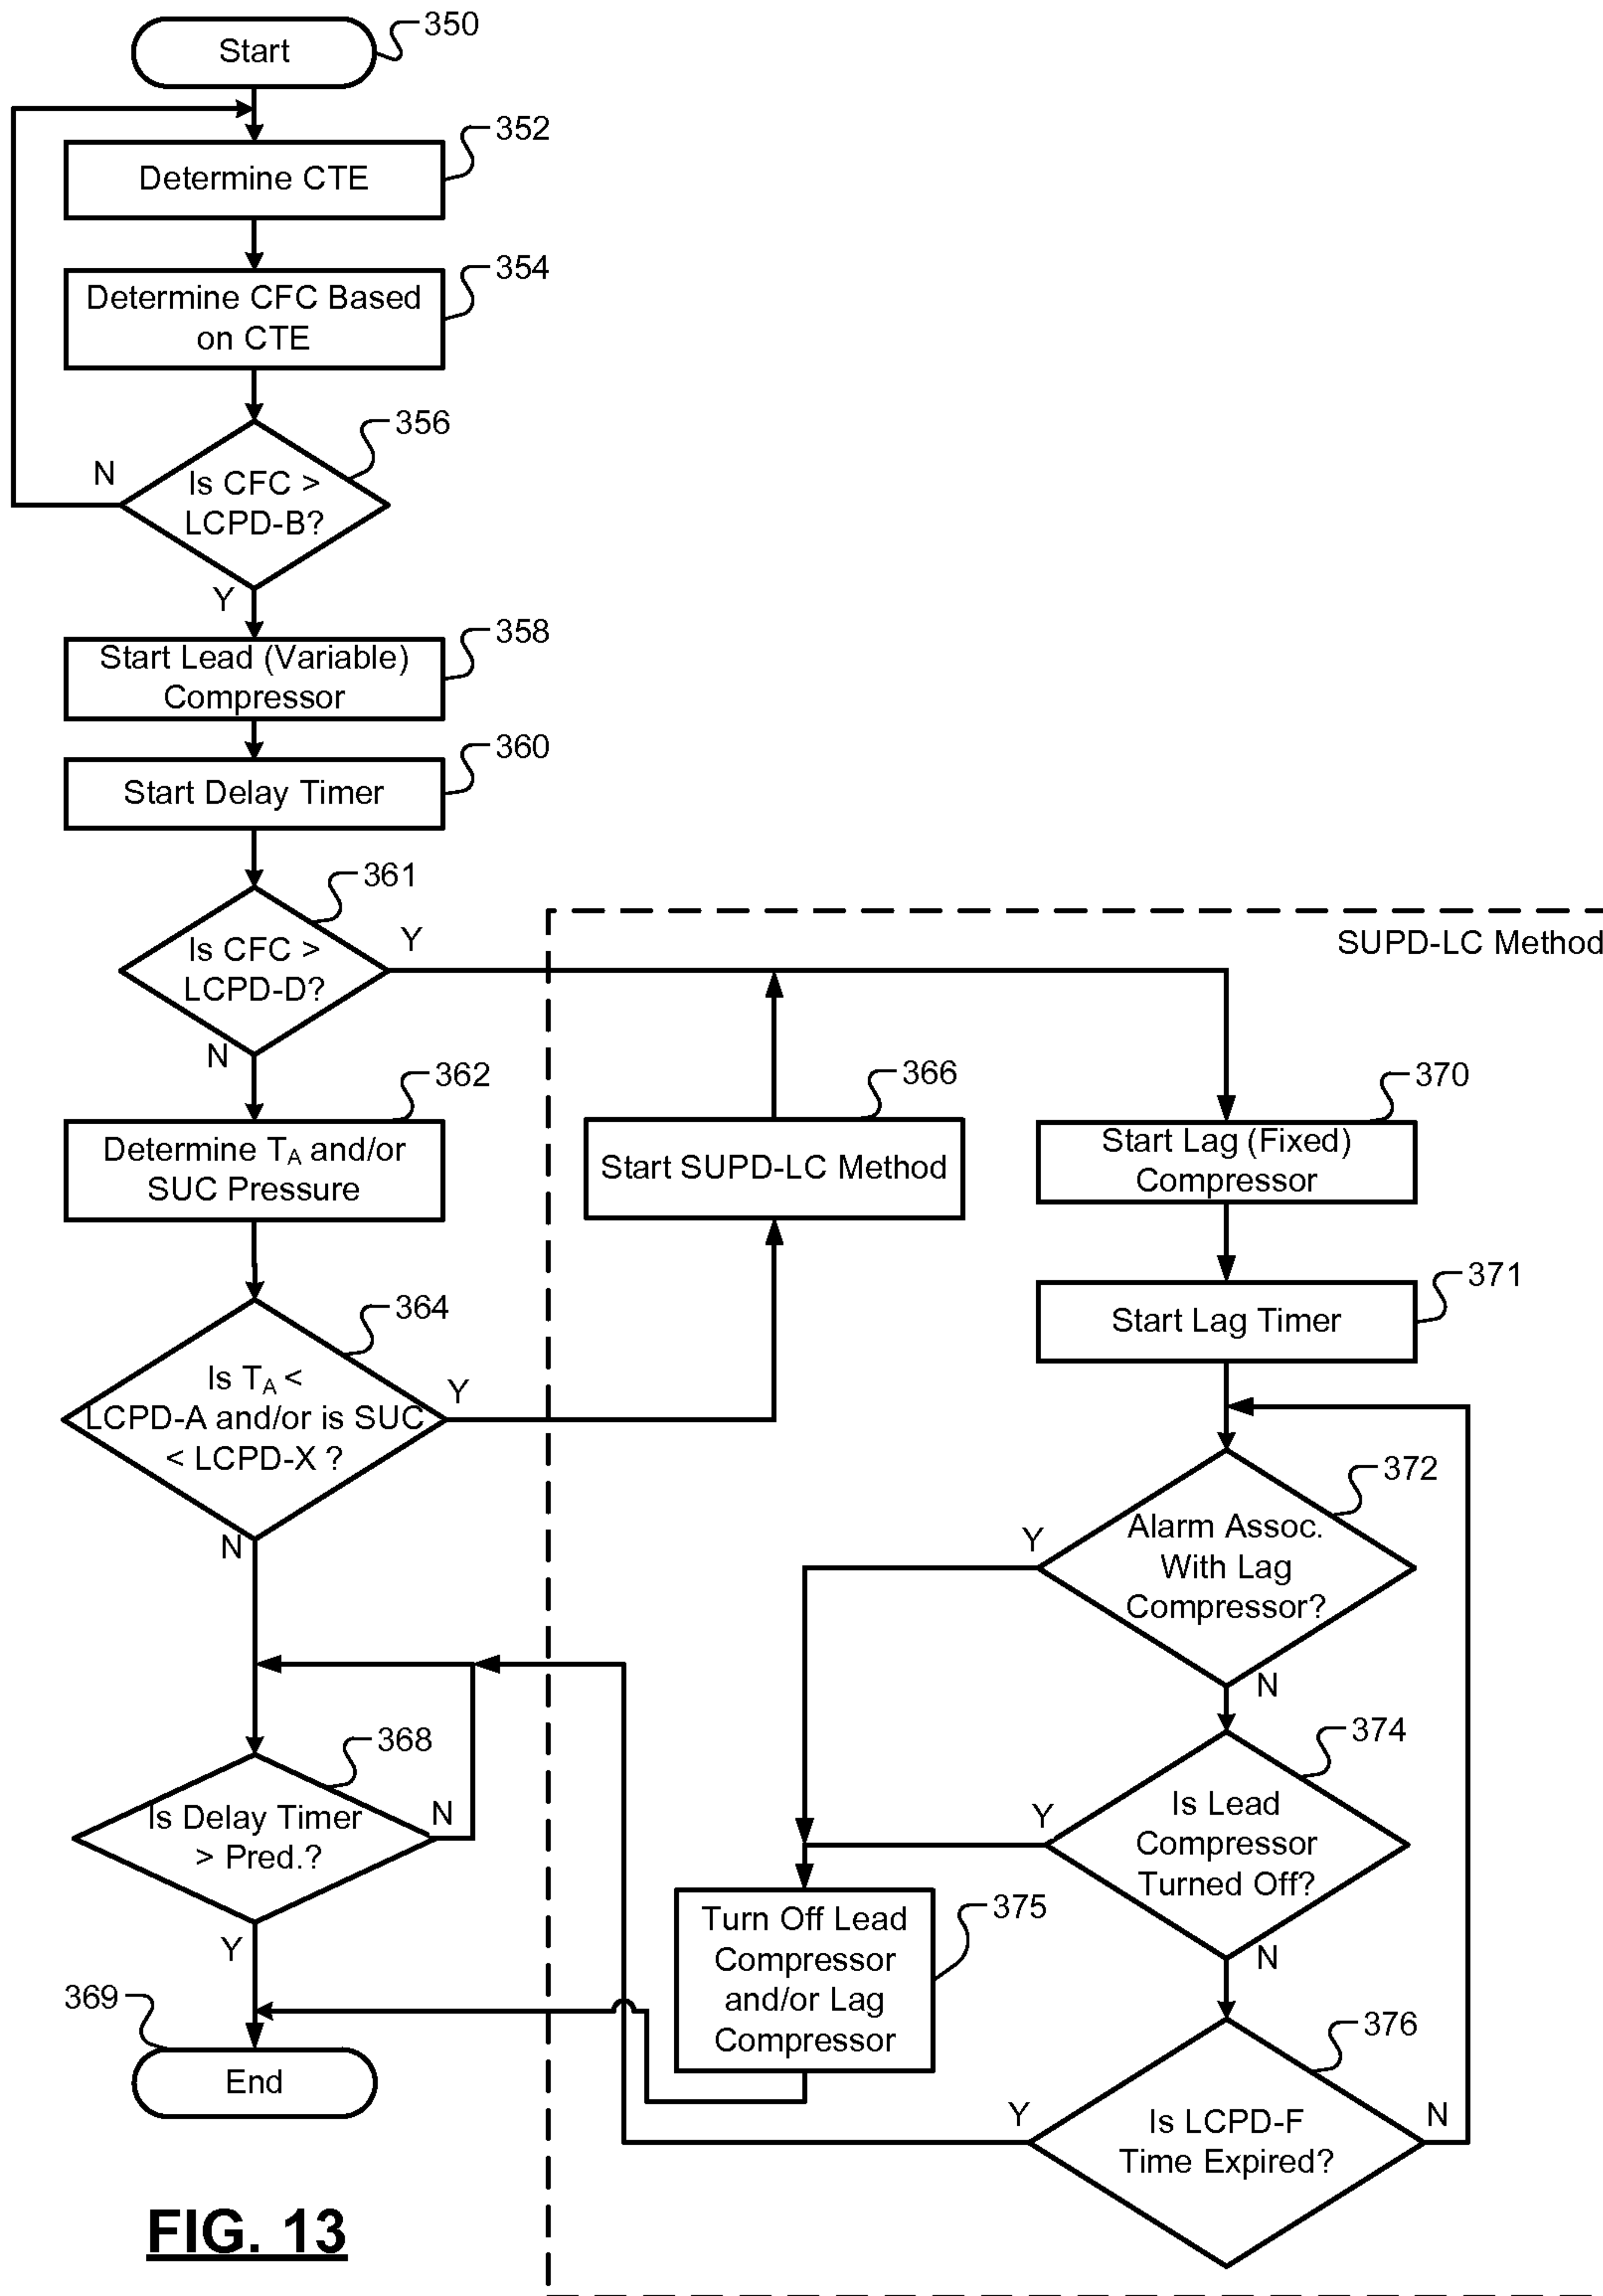 Start
350
352
Determine CTE
354
Determine CFC Based
on CTE
356
N
Is CFC >
LCPD-B?
Y
358
Start Lead (Variable)
Compressor
360
Start Delay Timer
361
Is CFC >
LCPD-D?
Y
N
SUPD-LC Method
362
Determine TA and/or
SUC Pressure
366
Start SUPD-LC Method
370
Start Lag (Fixed)
Compressor
371
Start Lag Timer
364
Is TA <
LCPD-A and/or is SUC
< LCPD-X ?
Y
N
372
Alarm Assoc.
With Lag
Compressor?
Y
N
368
Is Delay Timer
> Pred.?
N
Y
374
Is Lead
Compressor
Turned Off?
Y
N
375
Turn Off Lead
Compressor
and/or Lag
Compressor
369
End
376
Is LCPD-F
Time Expired?
Y
N
FIG. 13